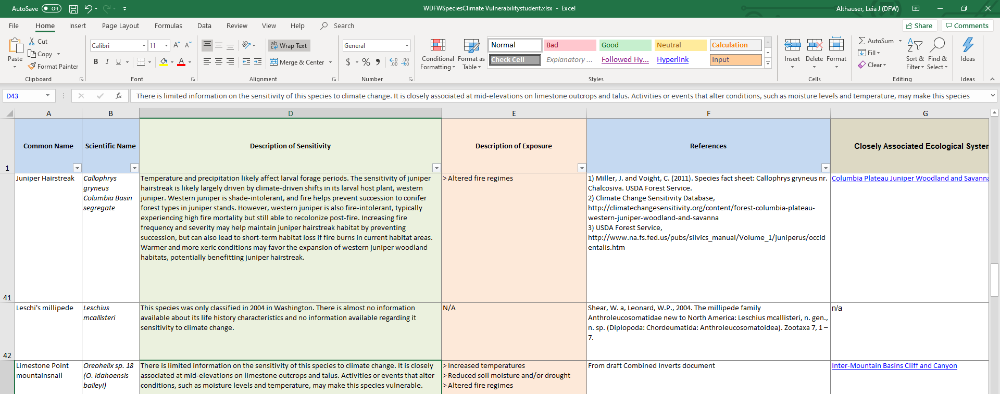 AutoSave Off
WDFWSpeciesClimate Vulnerabilitystudent.xlsx - Excel
Althauser, Leia J (DFW)
File Home Insert Page Layout Formulas Data Review View Help Search
Share Comments
Paste
Cut
Copy
Format Painter
Clipboard
Calibri 11
B I U A
Font
ab Wrap Text
Merge & Center
Alignment
General
$ % 9
Number
Conditional Formatting
Format as Table
Normal Bad Good Neutral Calculation
Check Cell Explanatory ... Followed Hy... Hyperlink Input
Styles
Insert Delete Format
Cells
AutoSum
Fill
Clear
Sort & Filter
Find & Select
Editing
Ideas
Ideas
D43
fx
There is limited information on the sensitivity of this species to climate change. It is closely associated at mid-elevations on limestone outcrops and talus. Activities or events that alter conditions, such as moisture levels and temperature, may make this species
A B D E F G
1
Common Name
Scientific Name
Description of Sensitivity
Description of Exposure
References
Closely Associated Ecological System
41
Juniper Hairstreak
Callophrys
gryneus
Columbia Basin
segregate
Temperature and precipitation likely affect larval forage periods. The sensitivity of juniper
hairstreak is likely largely driven by climate-driven shifts in its larval host plant, western
juniper. Western juniper is shade-intolerant, and fire helps prevent succession to conifer
forest types in juniper stands. However, western juniper is also fire-intolerant, typically
experiencing high fire mortality but still able to recolonize post-fire. Increasing fire
frequency and severity may help maintain juniper hairstreak habitat by preventing
succession, but can also lead to short-term habitat loss if fire burns in current habitat areas.
Warmer and more xeric conditions may favor the expansion of western juniper woodland
habitats, potentially benefitting juniper hairstreak.
> Altered fire regimes
1) Miller, J. and Voight, C. (2011). Species fact sheet: Callophrys gryneus nr.
Chalcosiva. USDA Forest Service.
2) Climate Change Sensitivity Database,
http://climatechangesensitivity.org/content/forest-columbia-plateau-
western-juniper-woodland-and-savanna
3) USDA Forest Service,
http://www.na.fs.fed.us/pubs/silvics_manual/Volume_1/juniperus/occid
entalis.htm
Columbia Plateau Juniper Woodland and Savanna
42
Leschi's millipede
Leschius
mcallisteri
This species was only classified in 2004 in Washington. There is almost no information
available about its life history characteristics and no information available regarding it
sensitivity to climate change.
N/A
Shear, W. a, Leonard, W.P., 2004. The millipede family
Anthroleucosomatidae new to North America: Leschius mcallisteri, n. gen.,
n. sp. (Diplopoda: Chordeumatida: Anthroleucosomatoidea). Zootaxa 7, 1 –
7.
n/a
Limestone Point
mountainsnail
Oreohelix sp. 18
(O. idahoensis
baileyi)
There is limited information on the sensitivity of this species to climate change. It is closely
associated at mid-elevations on limestone outcrops and talus. Activities or events that alter
conditions, such as moisture levels and temperature, may make this species vulnerable.
> Increased temperatures
> Reduced soil moisture and/or drought
> Altered fire regimes
From draft Combined Inverts document
Inter-Mountain Basins Cliff and Canyon